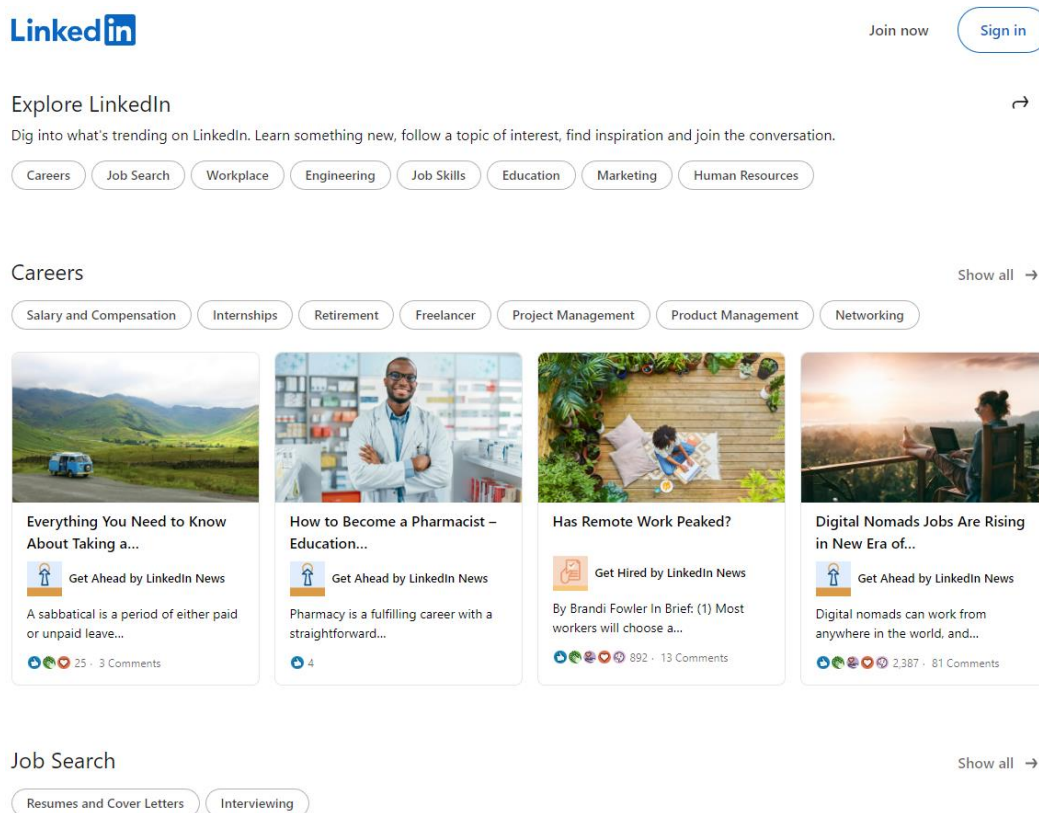 LinkedIn
Join now
Sign in
Explore LinkedIn
Dig into what's trending on LinkedIn. Learn something new, follow a topic of interest, find inspiration and join the conversation.
Careers Job Search Workplace Engineering Job Skills Education Marketing Human Resources
Careers
Show all →
Salary and Compensation Internships Retirement Freelancer Project Management Product Management Networking
Everything You Need to Know
About Taking a...
Get Ahead by LinkedIn News
A sabbatical is a period of either paid
or unpaid leave...
25 · 3 Comments
How to Become a Pharmacist –
Education...
Get Ahead by LinkedIn News
Pharmacy is a fulfilling career with a
straightforward...
4
Has Remote Work Peaked?
Get Hired by LinkedIn News
By Brandi Fowler In Brief: (1) Most
workers will choose a...
892 · 13 Comments
Digital Nomads Jobs Are Rising
in New Era of...
Get Ahead by LinkedIn News
Digital nomads can work from
anywhere in the world, and...
2,387 · 81 Comments
Job Search
Show all →
Resumes and Cover Letters Interviewing